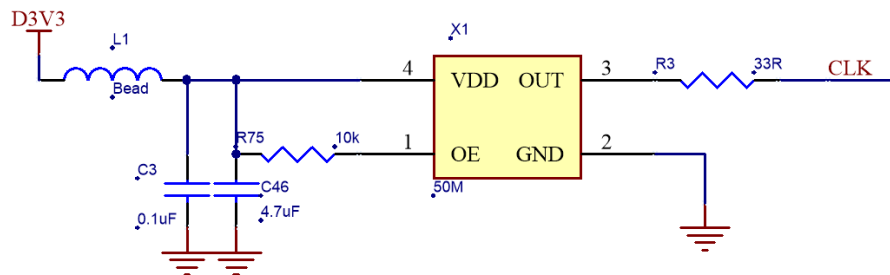 D3V3
L1
X1
4 VDD OUT 3 R3 33R CLK
Bead
R75 10k 1 OE GND 2
C3 C46 50M
0.1uF 4.7uF